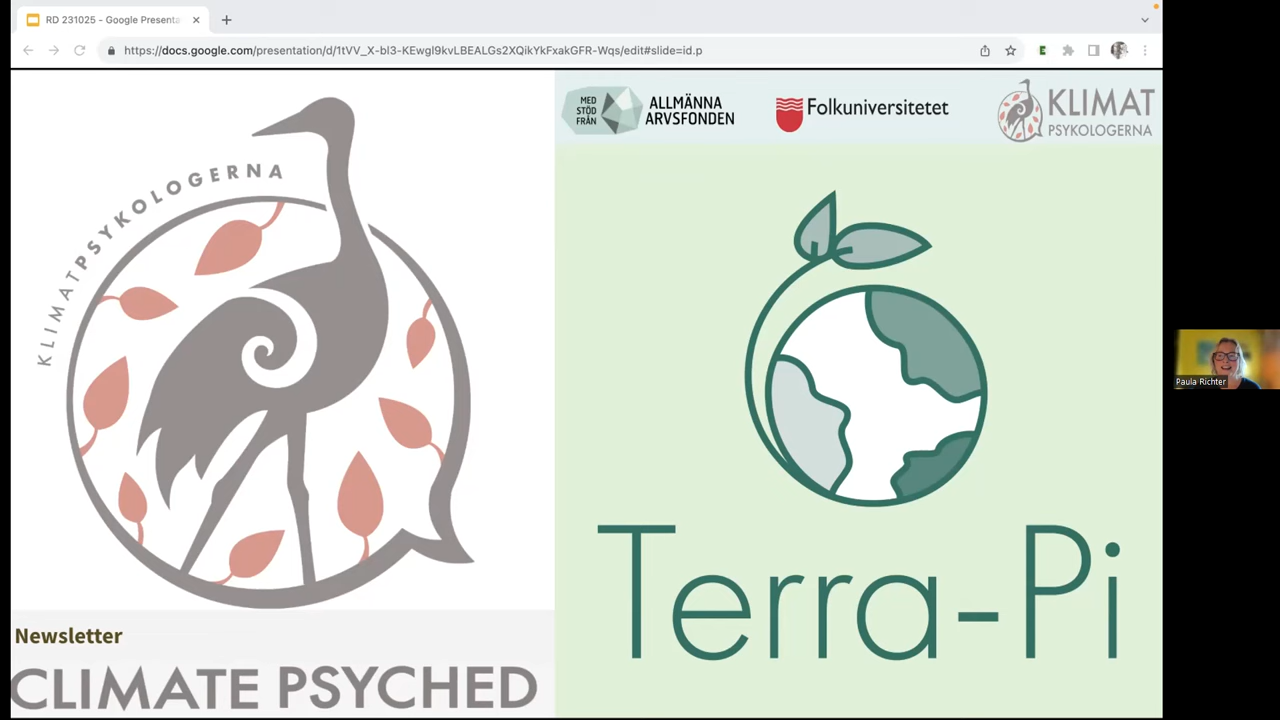 RD 231025 - Google Presenta
https://docs.google.com/presentation/d/1tVV_X-bl3-KEwgI9kvLBEALGs2XQikYkFxakGFR-Wqs/edit#slide=id.p
KLIMATPSYKOLOGERNA
Newsletter
CLIMATE PSYCHED
MED
STÖD
FRÅN
ALLMÄNNA
ARVSFONDEN
Folkuniversitetet
KLIMAT
PSYKOLOGERNA
Terra-Pi
Paula Richter